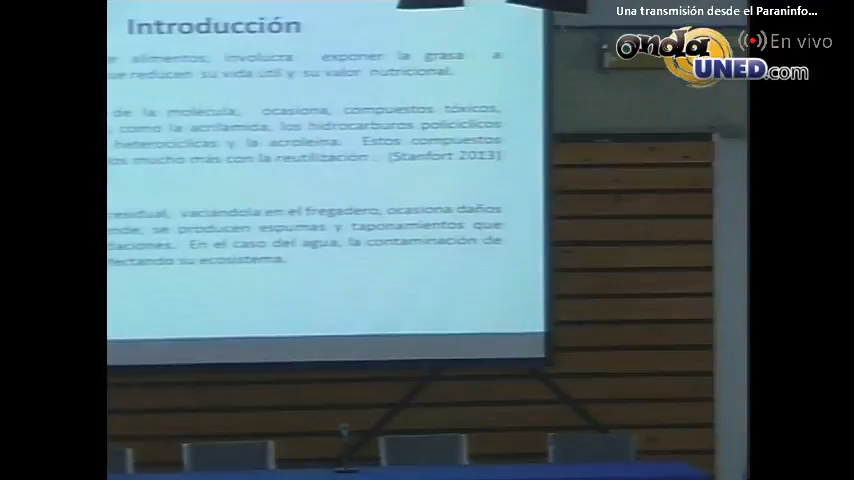 Una transmisión desde el Paraninfo...
onda
UNED.com
En vivo
Introducción
alimentos, involucra exponer la grasa a
que reducen su vida útil y su valor nutricional.
de la molécula, ocasiona, compuestos tóxicos,
como la acrilamida, los hidrocarburos policíclicos
heterocíclicas y la acroleína. Estos compuestos
mucho más con la reutilización . (Stanfort 2013)
residual, vaciándola en el fregadero, ocasiona daños
se producen espumas y taponamientos que
En el caso del agua, la contaminación de
su ecosistema.